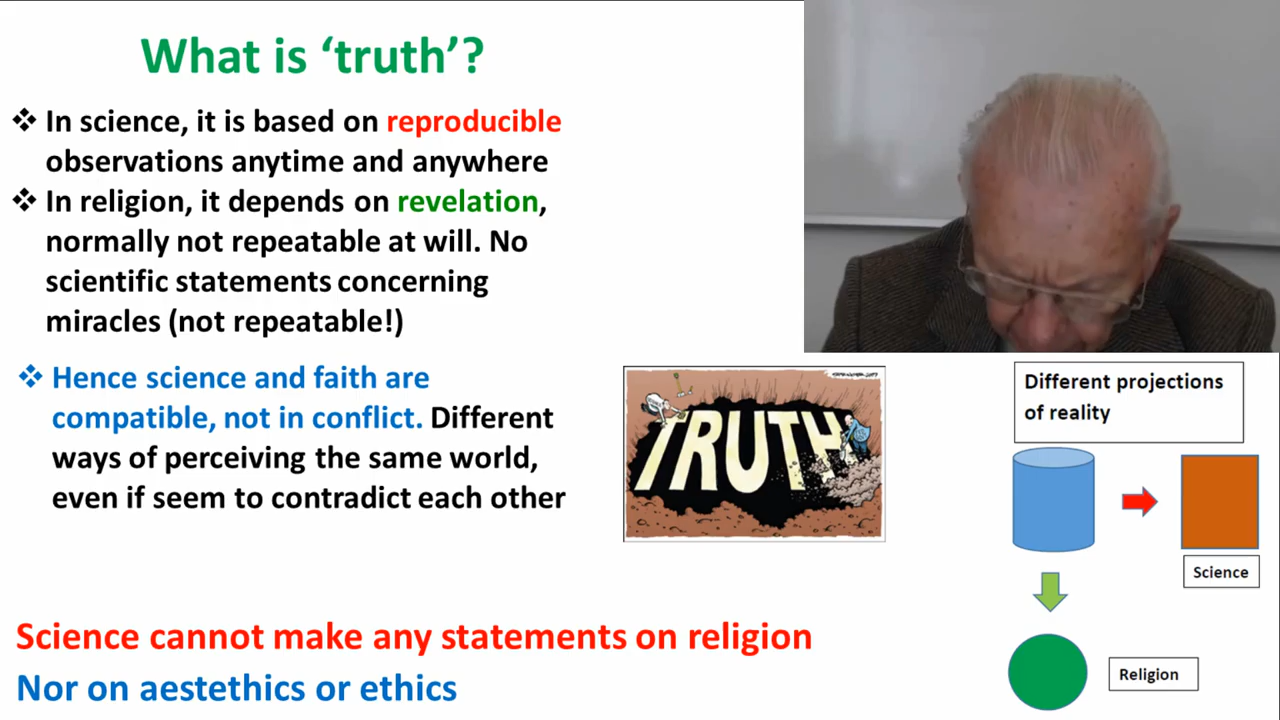 What is ‘truth’?
❖ In science, it is based on reproducible
observations anytime and anywhere
❖ In religion, it depends on revelation,
normally not repeatable at will. No
scientific statements concerning
miracles (not repeatable!)
❖ Hence science and faith are
compatible, not in conflict. Different
ways of perceiving the same world,
even if seem to contradict each other
TRUTH
Different projections
of reality
Science
Religion
Science cannot make any statements on religion
Nor on aestethics or ethics